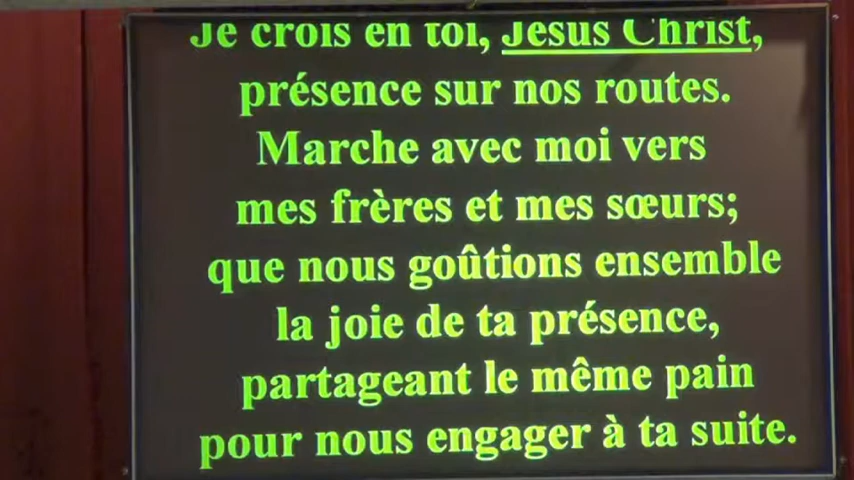 Je crois en toi, Jesus Christ,
présence sur nos routes.
Marche avec moi vers
mes frères et mes sœurs;
que nous goûtions ensemble
la joie de ta présence,
partageant le même pain
pour nous engager à ta suite.